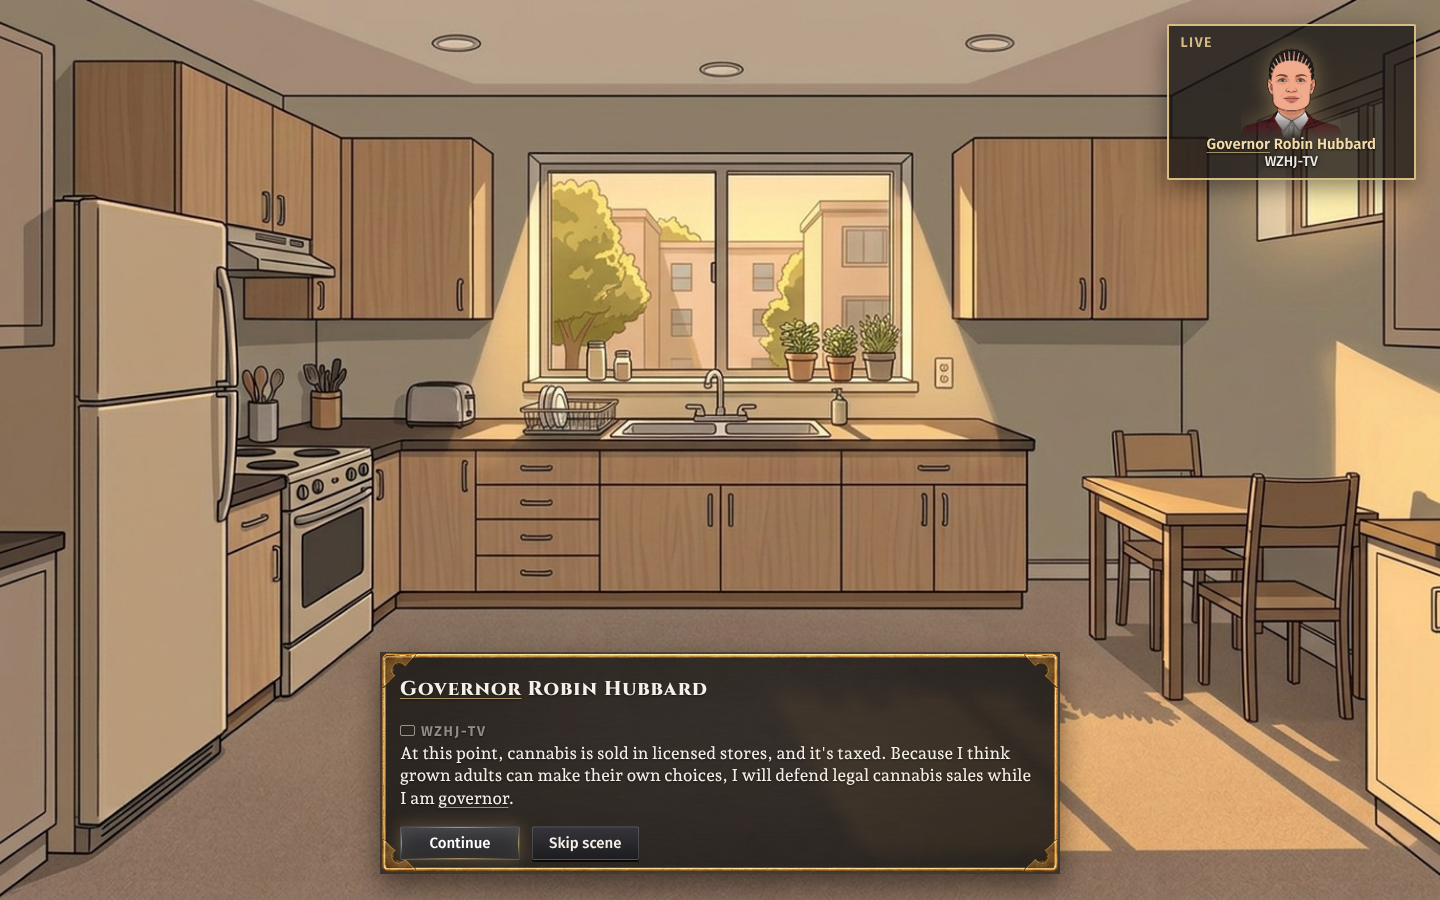 LIVE
Governor Robin Hubbard
WZHJ-TV
Governor Robin Hubbard
WZHJ-TV
At this point, cannabis is sold in licensed stores, and it's taxed. Because I think
grown adults can make their own choices, I will defend legal cannabis sales while
I am governor.
Continue
Skip scene